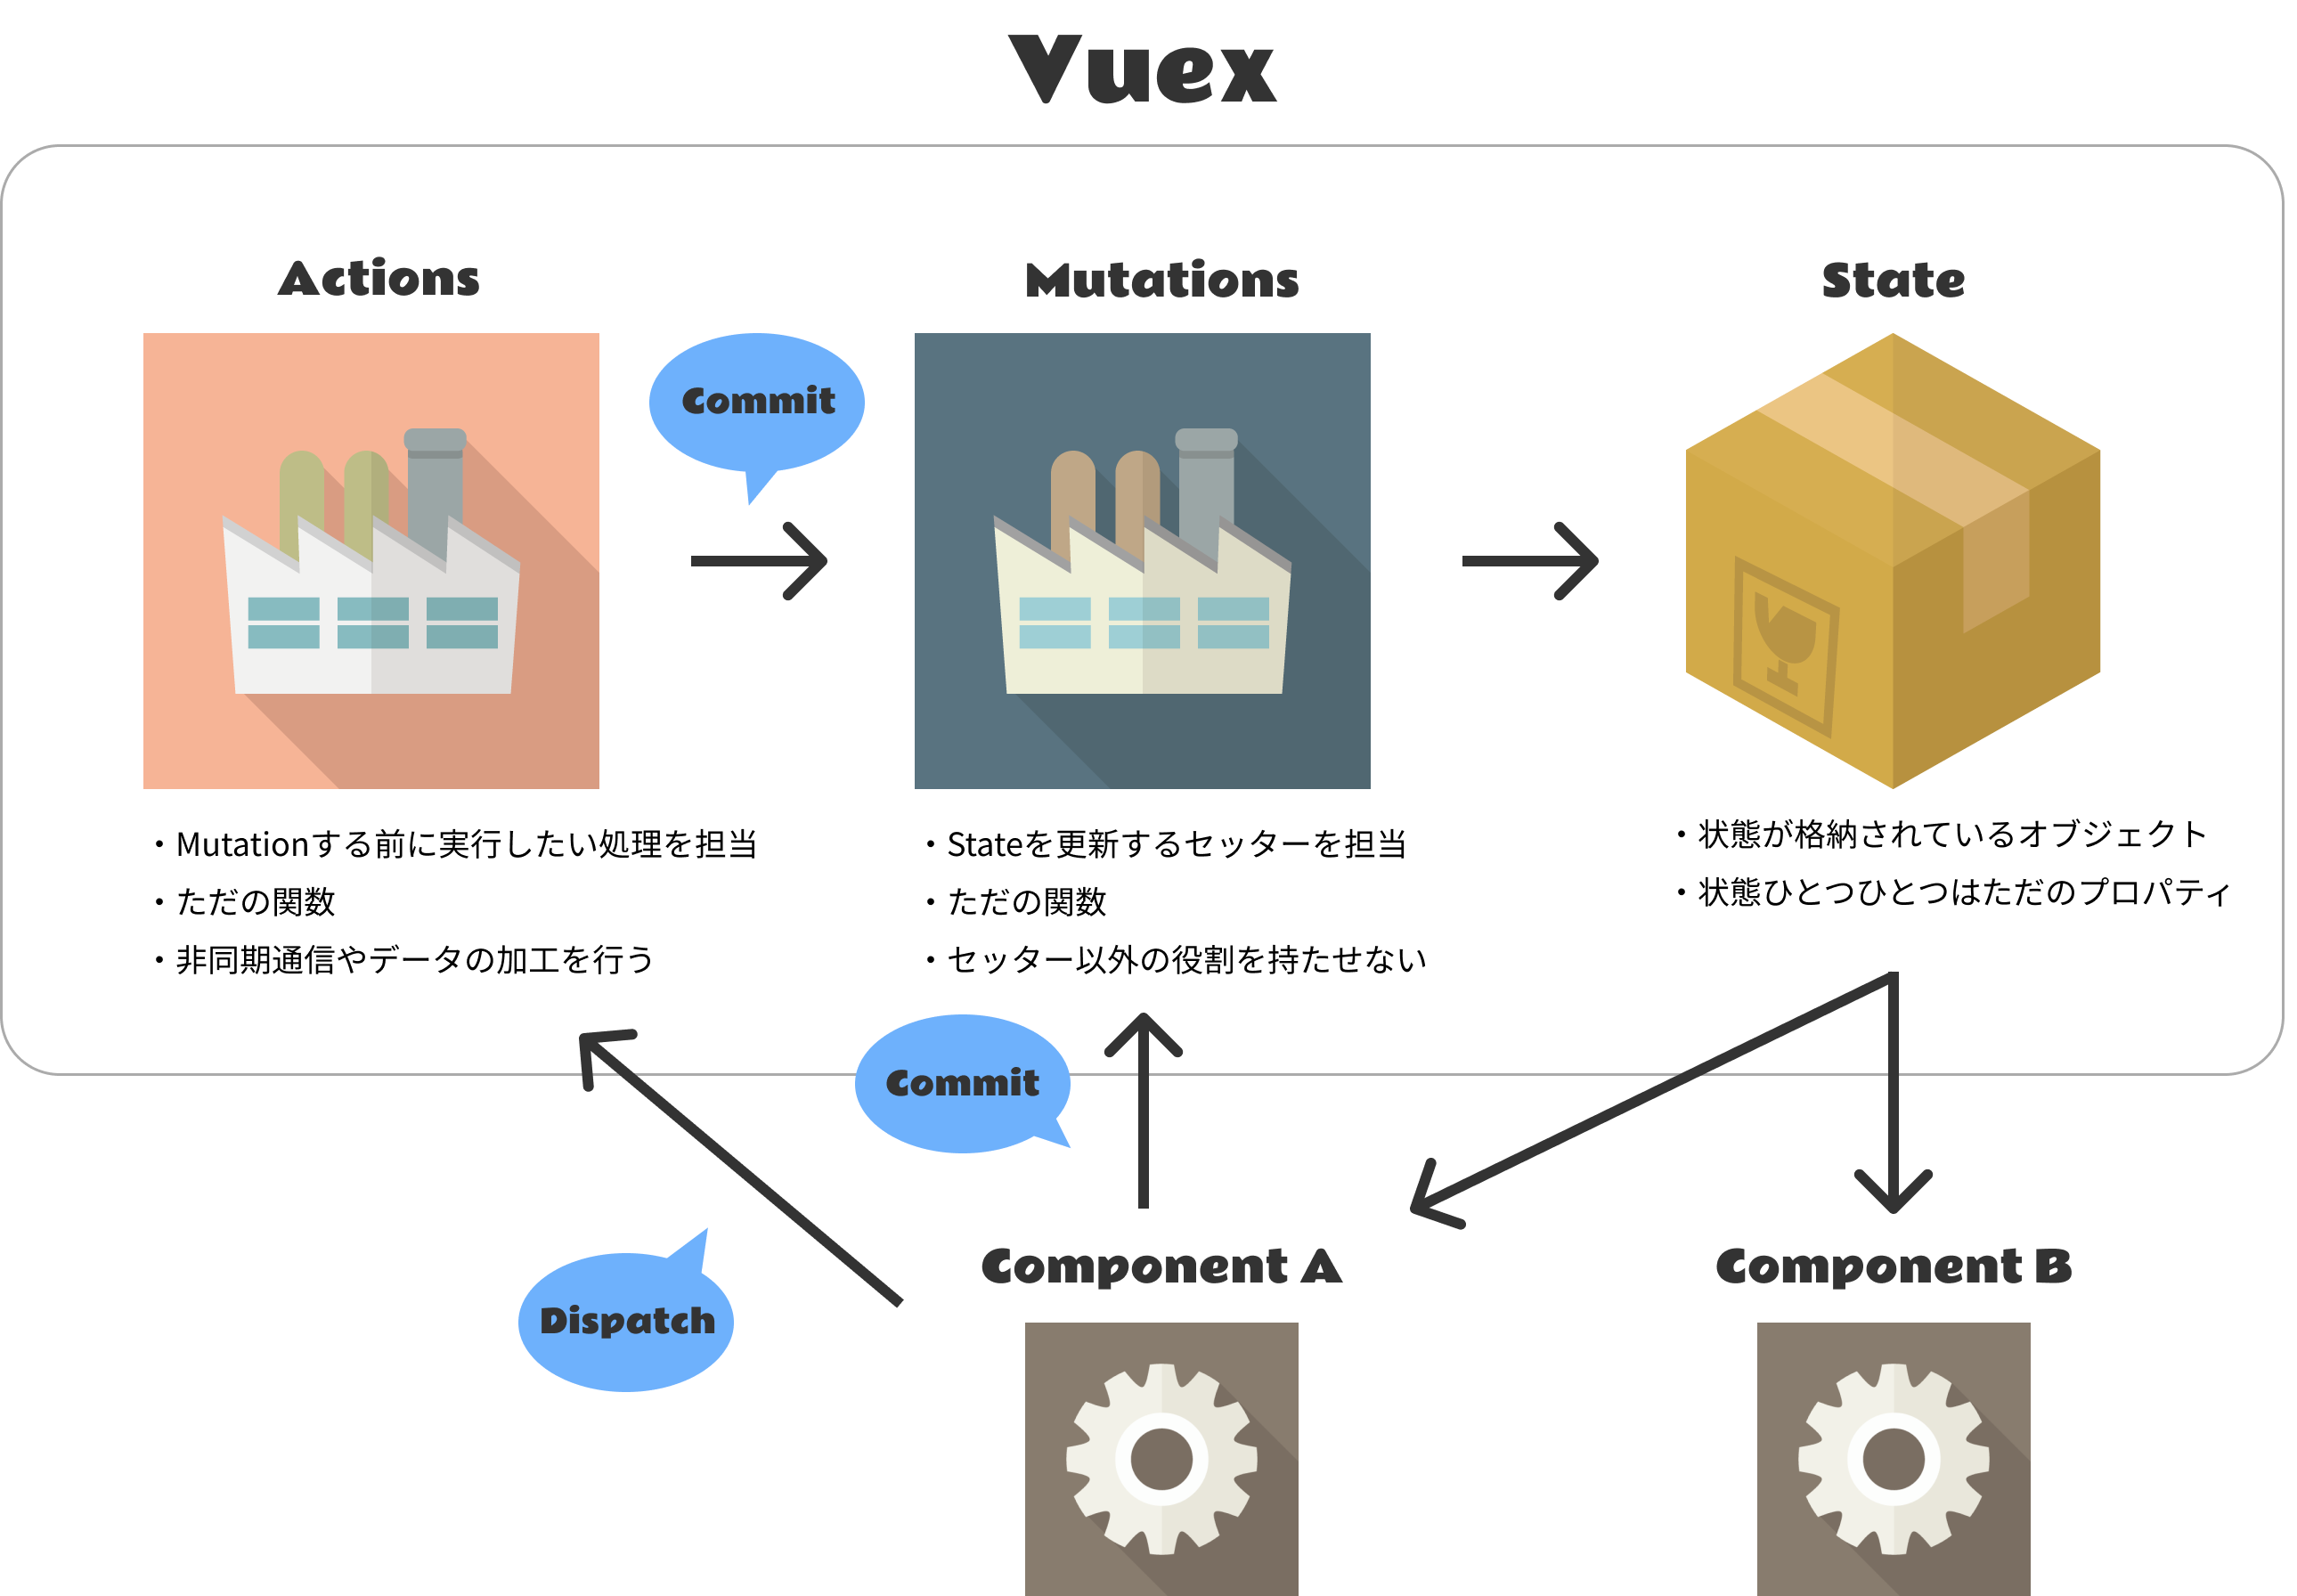 Vuex
Actions
Mutations
State
Commit
・Mutationする前に実行したい処理を担当
・ただの関数
・非同期通信やデータの加工を行う
・Stateを更新するセッターを担当
・ただの関数
・セッター以外の役割を持たせない
・状態が格納されているオブジェクト
・状態ひとつひとつはただのプロパティ
Commit
Dispatch
Component A
Component B